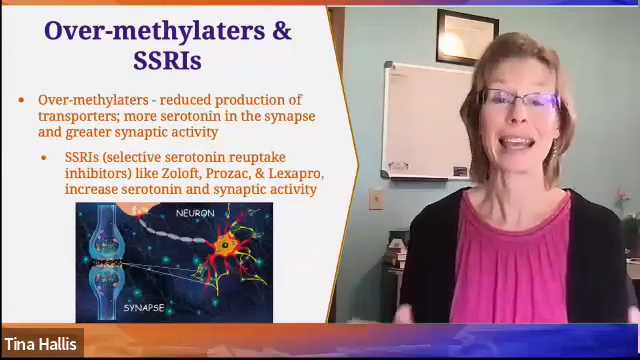 Over-methylaters &
SSRIs
• Over-methylaters - reduced production of
transporters; more serotonin in the synapse
and greater synaptic activity
• SSRIs (selective serotonin reuptake
inhibitors) like Zoloft, Prozac, & Lexapro,
increase serotonin and synaptic activity
NEURON
SYNAPSE
Tina Hallis